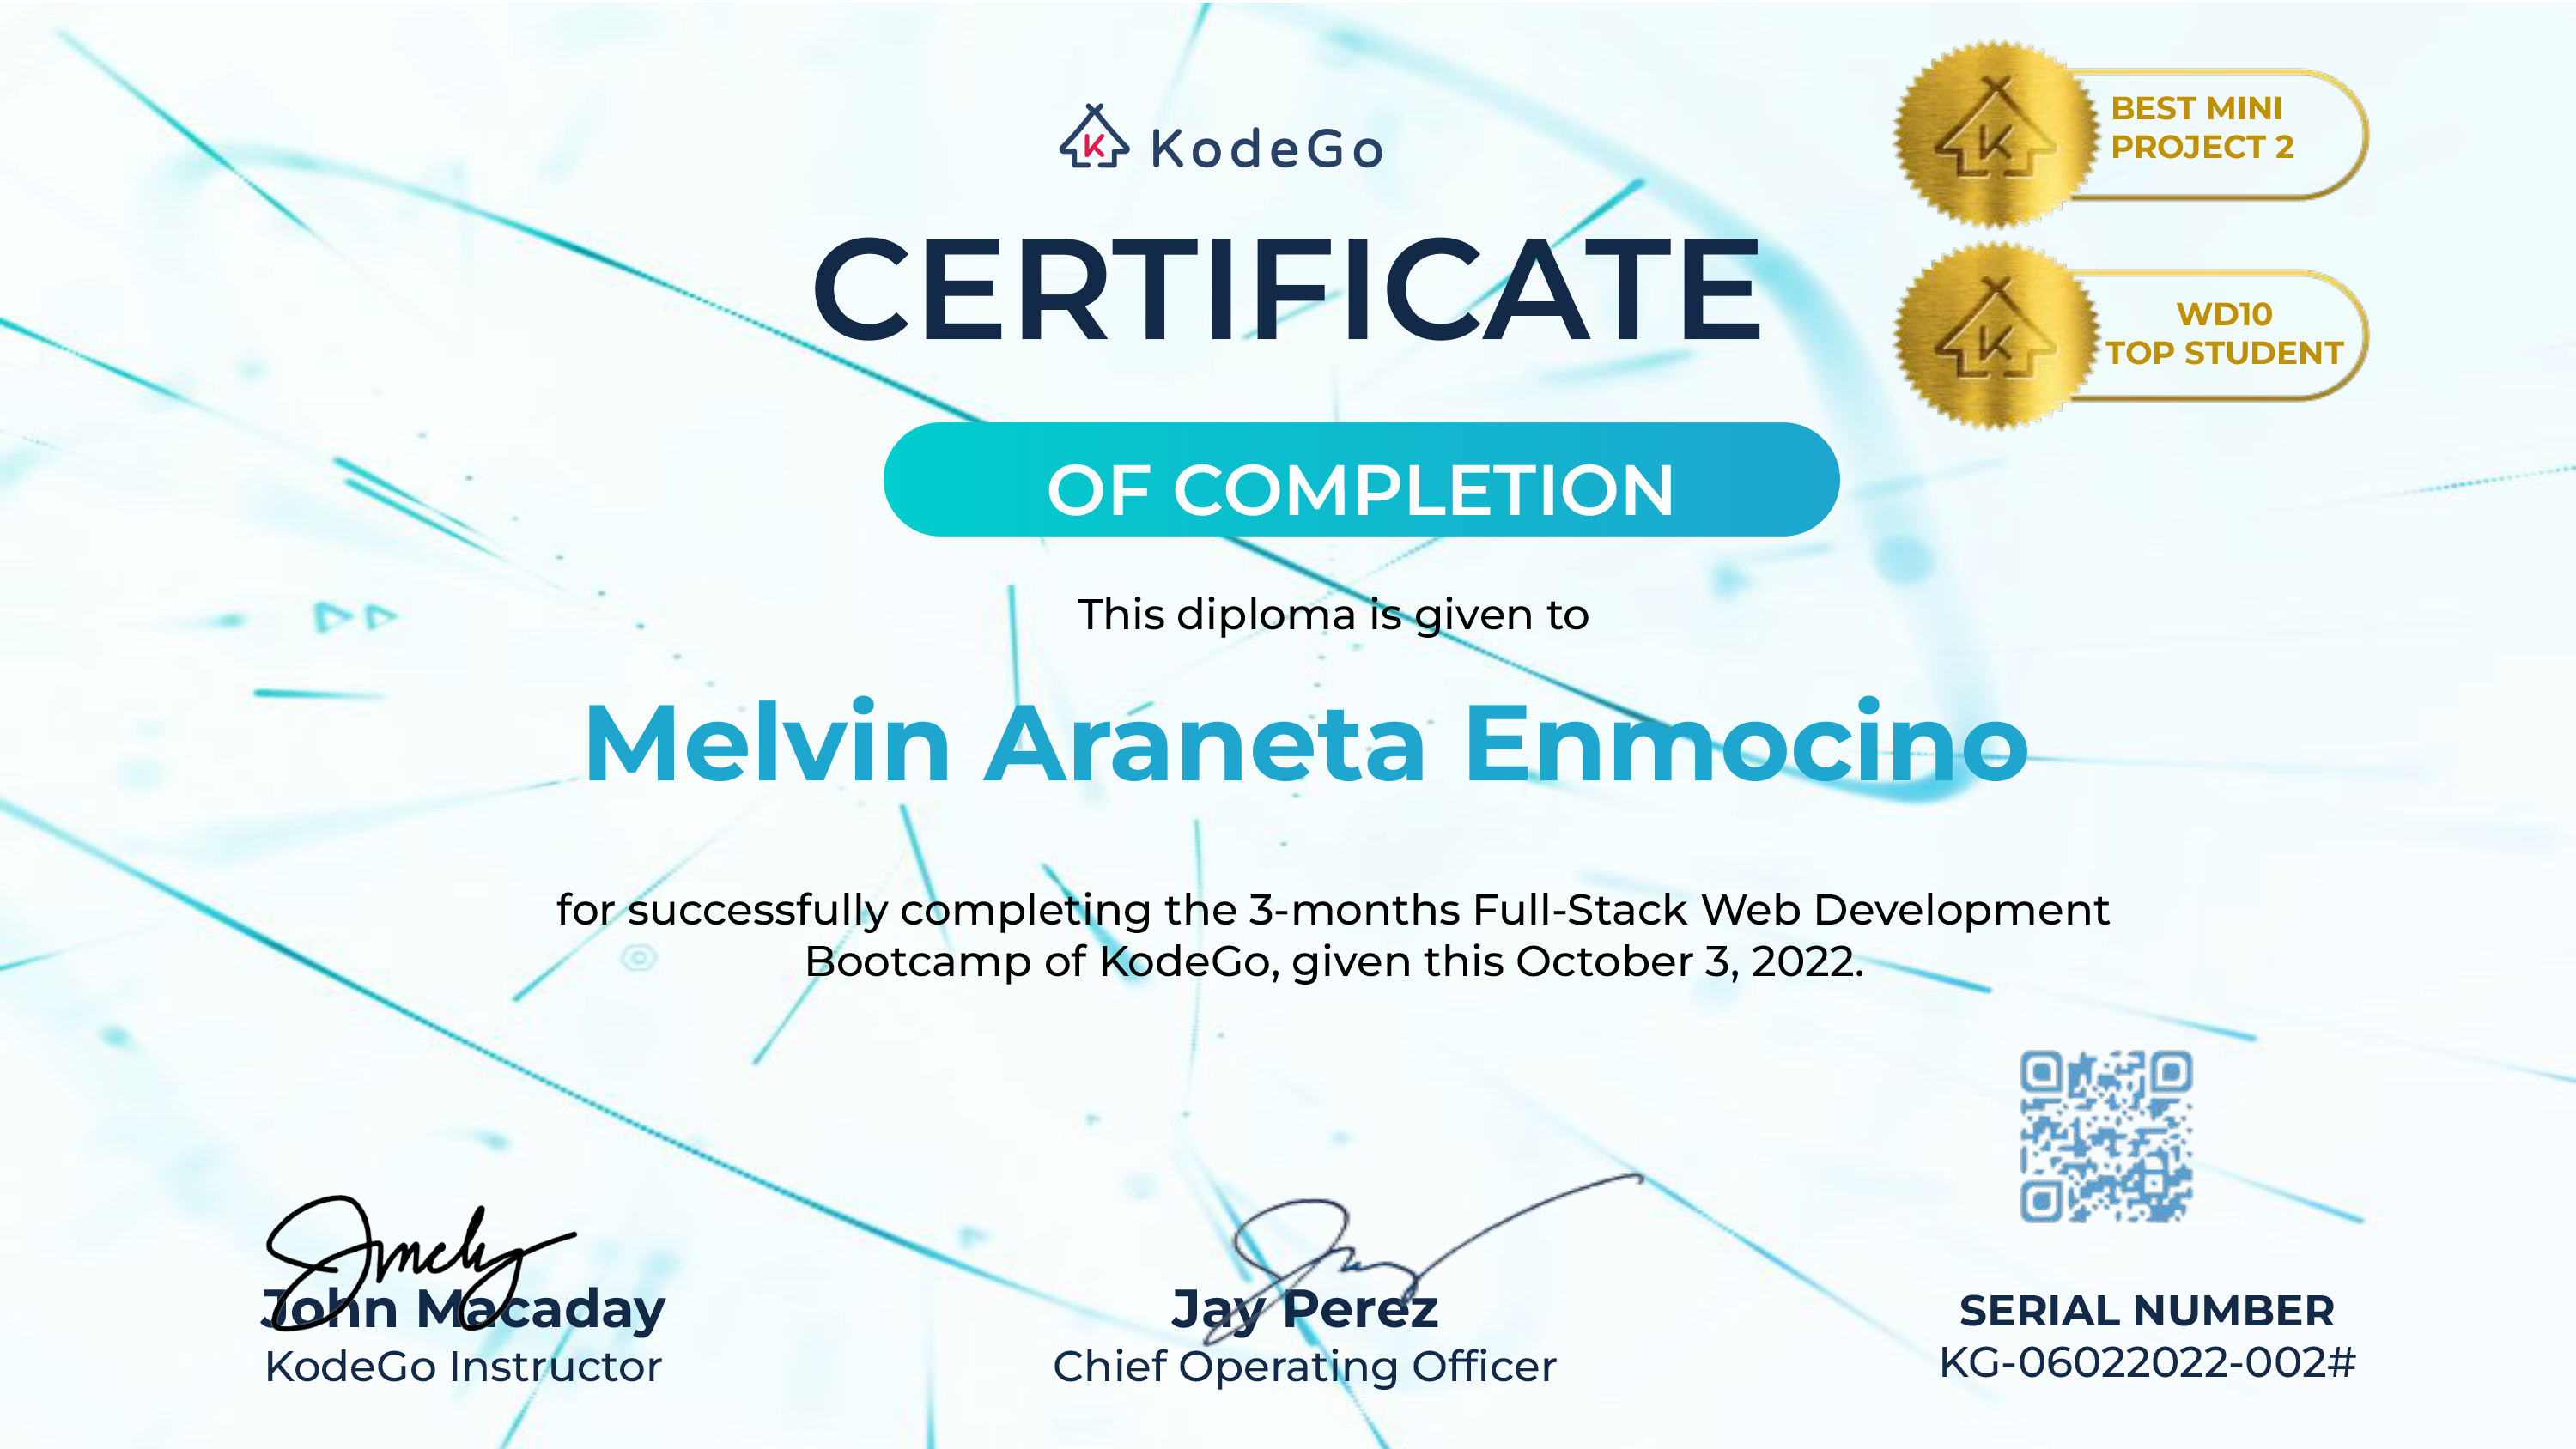 KodeGo
BEST MINI
PROJECT 2
CERTIFICATE
WD10
TOP STUDENT
OF COMPLETION
This diploma is given to
Melvin Araneta Enmocino
for successfully completing the 3-months Full-Stack Web Development
Bootcamp of KodeGo, given this October 3, 2022.
John Macaday
KodeGo Instructor
Jay Perez
Chief Operating Officer
SERIAL NUMBER
KG-06022022-002#